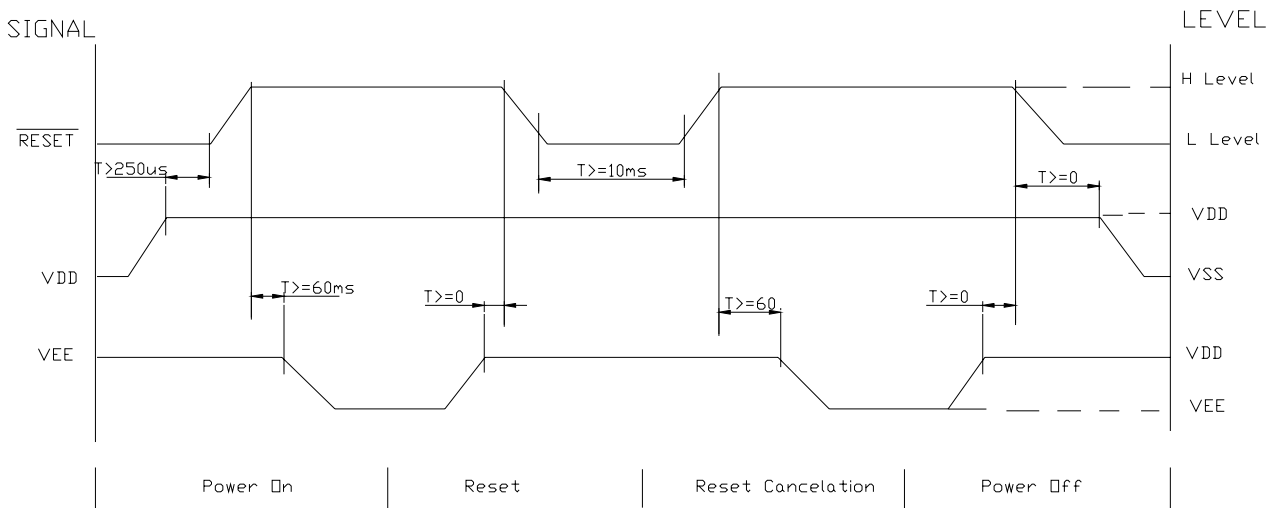 SIGNAL
LEVEL
H Level
RESET
L Level
T>250us
T>=10ms
T>=0
VDD
VDD
VSS
T>=60ms
T>=0
T>=60.
T>=0
VEE
VDD
VEE
Power On
Reset
Reset Cancelation
Power Off